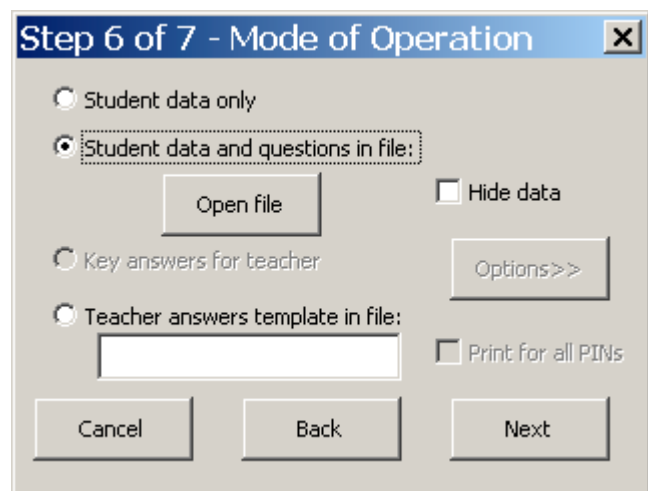 Step 6 of 7 - Mode of Operation
Student data only
Student data and questions in file:
Open file
Hide data
Key answers for teacher
Options>>
Teacher answers template in file:
Print for all PINs
Cancel
Back
Next